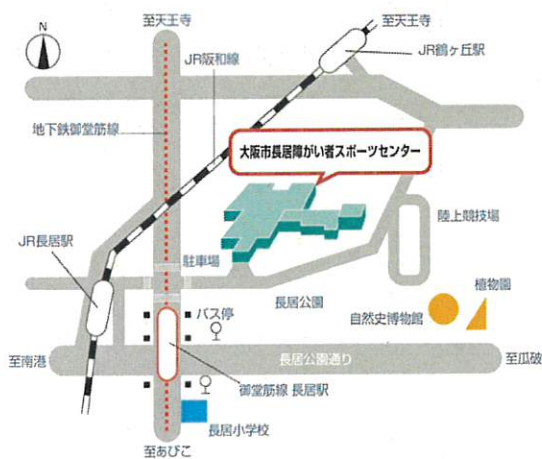 至天王寺
至天王寺
N
JR鶴ヶ丘駅
JR阪和線
地下鉄御堂筋線
大阪市長居障がい者スポーツセンター
陸上競技場
JR長居駅
駐車場
長居公園
植物園
バス停
自然史博物館
至南港
長居公園通り
至瓜破
御堂筋線 長居駅
長居小学校
至あびこ